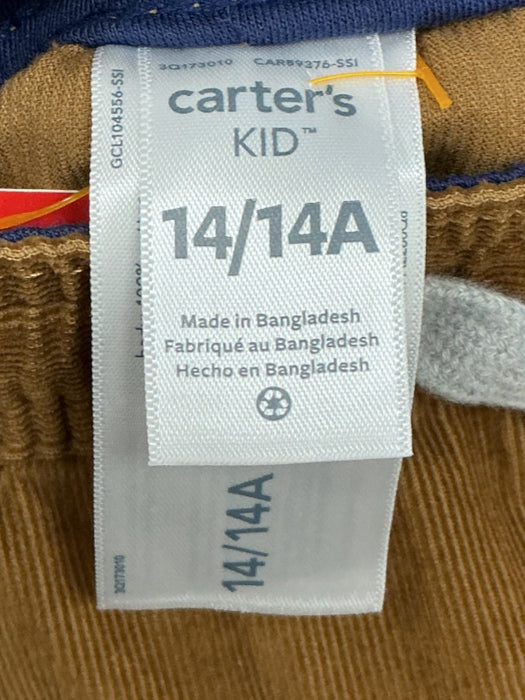 3Q173010 CAR89376-SSI
carter's
KID™
14/14A
Made in Bangladesh
Fabriqué au Bangladesh
Hecho en Bangladesh
GCL104556-SSI
14/14A
3Q173010